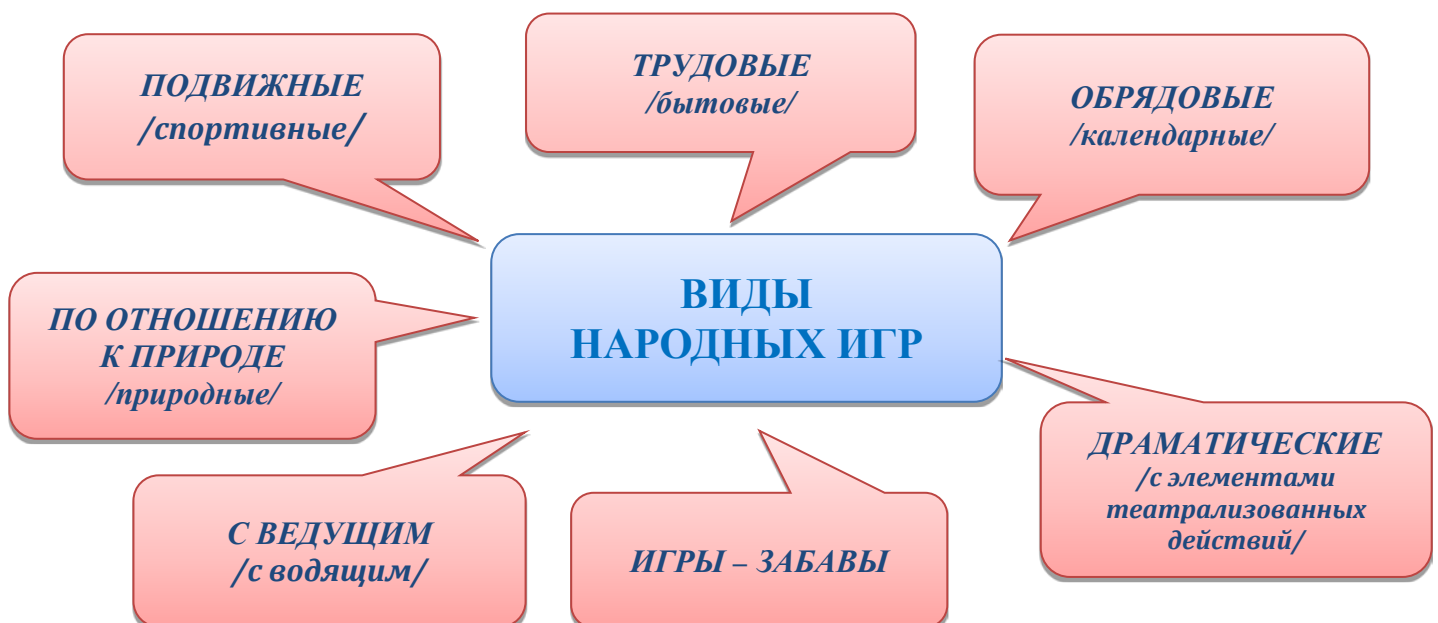 ПОДВИЖНЫЕ
/спортивные/
ТРУДОВЫЕ
/бытовые/
ОБРЯДОВЫЕ
/календарные/
ВИДЫ
НАРОДНЫХ ИГР
ПО ОТНОШЕНИЮ
К ПРИРОДЕ
/природные/
ДРАМАТИЧЕСКИЕ
/с элементами
театрализованных
действий/
С ВЕДУЩИМ
/с водящим/
ИГРЫ – ЗАБАВЫ